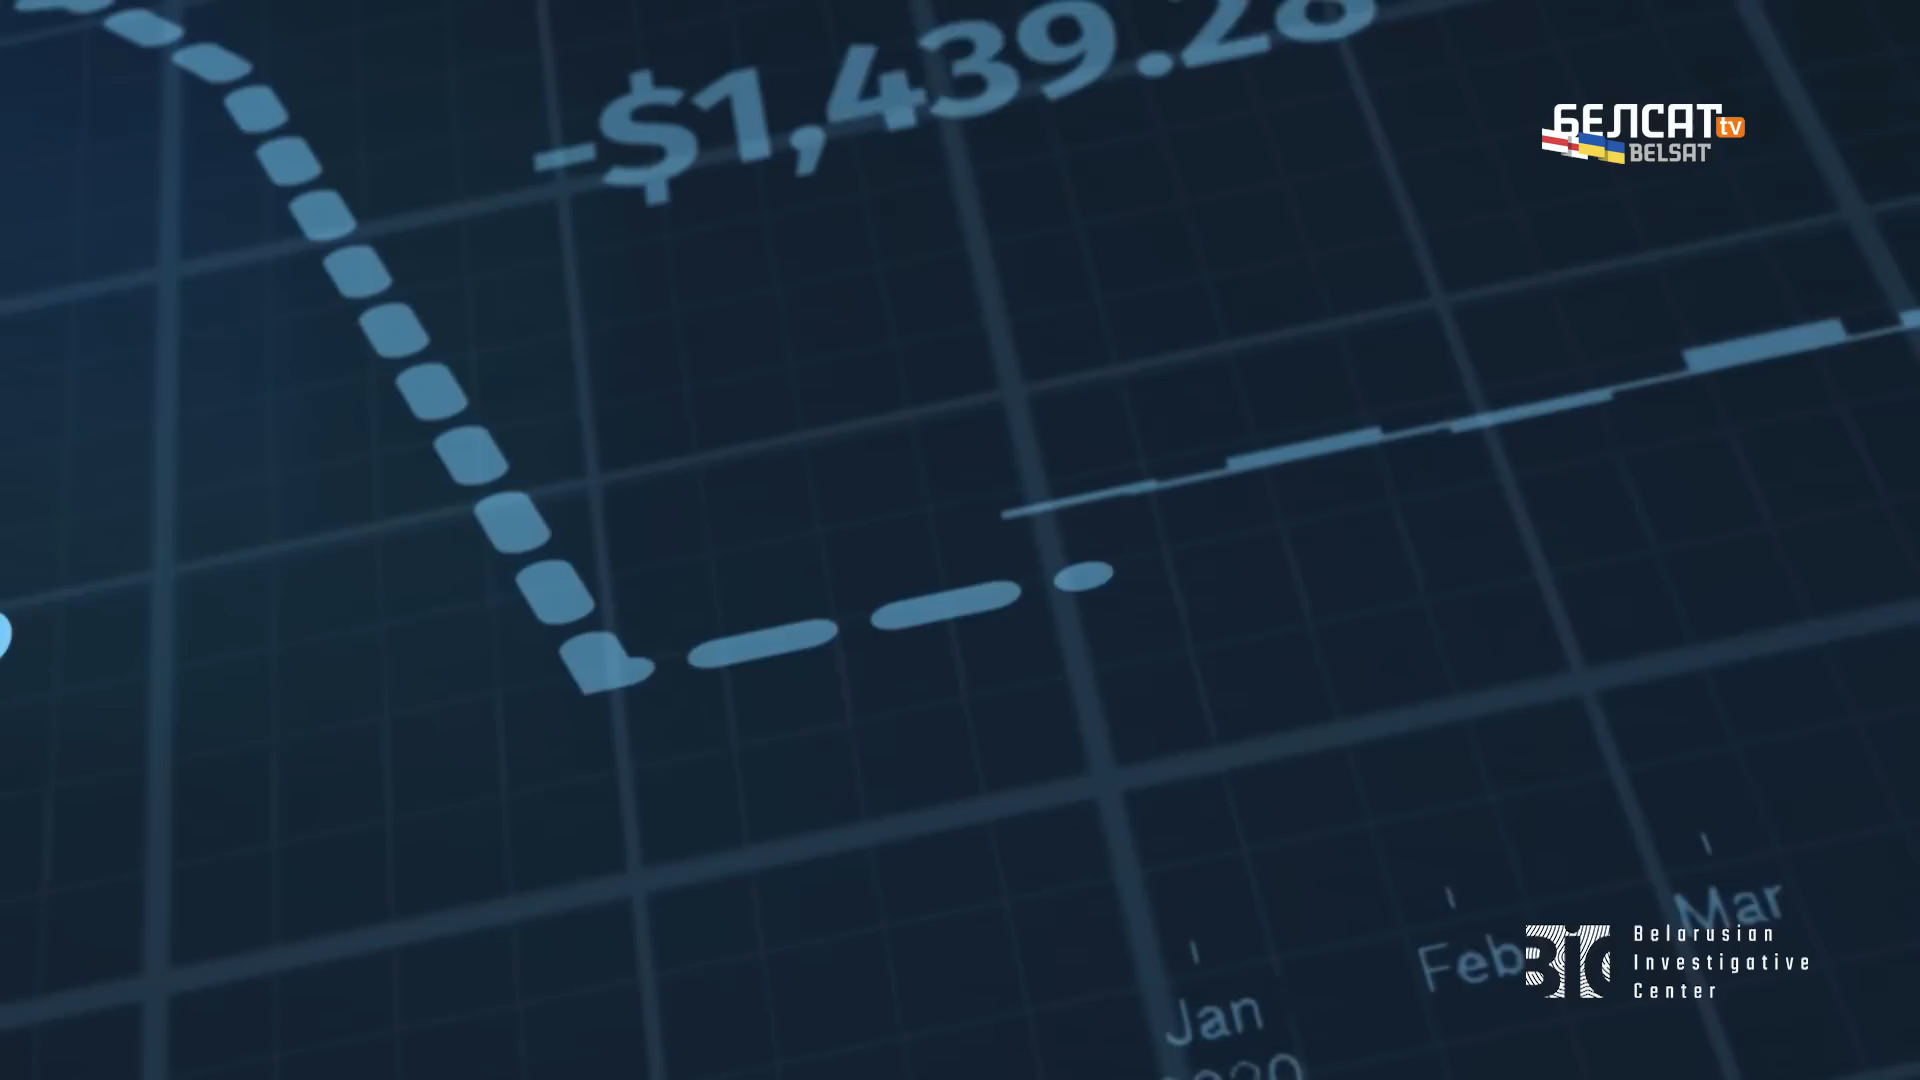 -$1,439.28
БЕЛСАТ tv
BELSAT
Jan
Feb
Mar
Belarusian
Investigative
Center